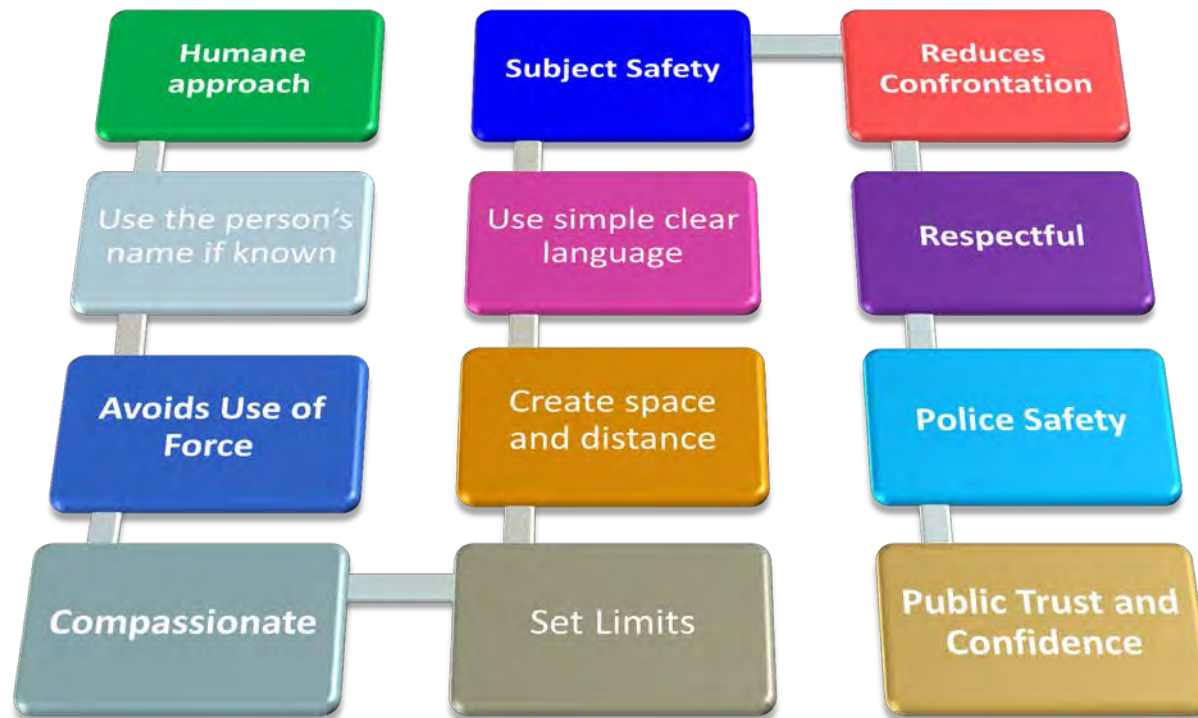 Humane
approach
Use the person's
name if known
Avoids Use of
Force
Compassionate
Set Limits
Create space
and distance
Use simple clear
language
Subject Safety
Reduces
Confrontation
Respectful
Police Safety
Public Trust and
Confidence